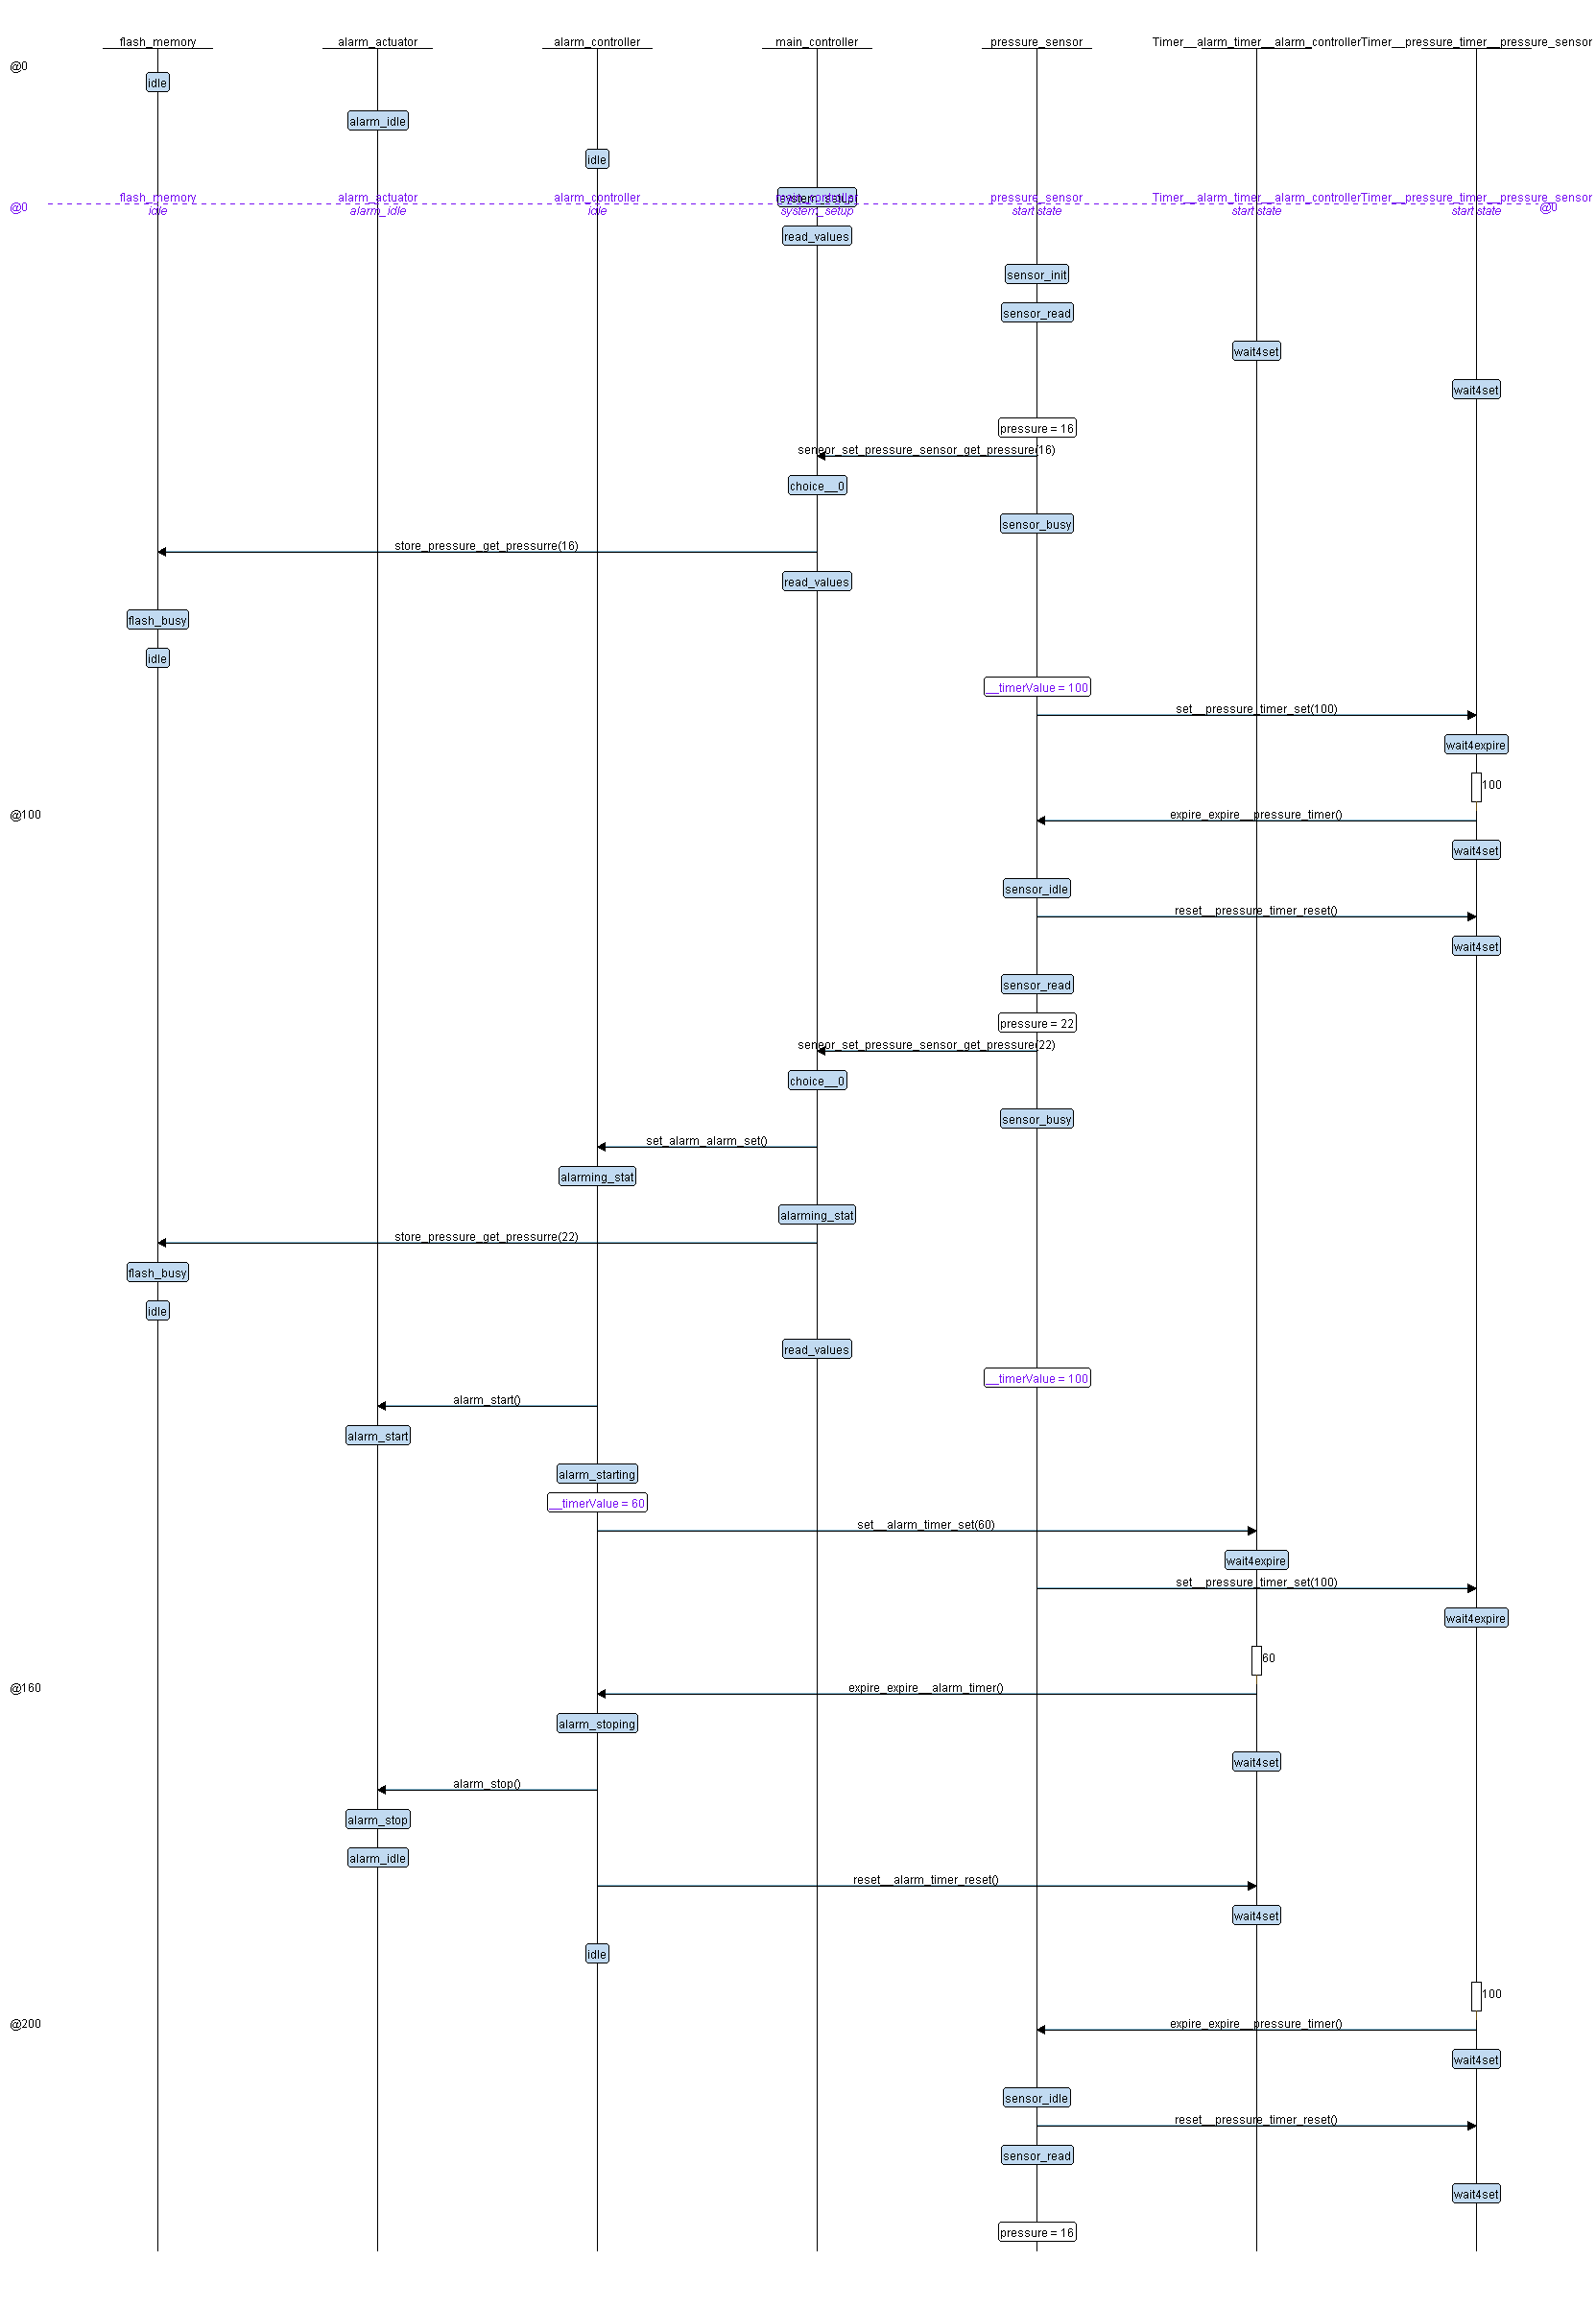 flash_memory alarm_actuator alarm_controller main_controller pressure_sensor Timer__alarm_timer__alarm_controller Timer__pressure_timer__pressure_sensor
@0
idle
alarm_idle
idle
system_setup
flash_memory alarm_actuator alarm_controller main_controller pressure_sensor Timer__alarm_timer__alarm_controller Timer__pressure_timer__pressure_sensor
@0 idle alarm_idle idle system_setup start state start state start state @0
read_values
sensor_init
sensor_read
wait4set
wait4set
pressure = 16
seneor_set_pressure_sensor_get_pressure(16)
choice__0
sensor_busy
store_pressure_get_pressurre(16)
read_values
flash_busy
idle
__timerValue = 100
set__pressure_timer_set(100)
wait4expire
100
@100 expire_expire__pressure_timer()
wait4set
sensor_idle
reset__pressure_timer_reset()
wait4set
sensor_read
pressure = 22
seneor_set_pressure_sensor_get_pressure(22)
choice__0
sensor_busy
set_alarm_alarm_set()
alarming_stat
alarming_stat
store_pressure_get_pressurre(22)
flash_busy
idle
read_values
__timerValue = 100
alarm_start()
alarm_start
alarm_starting
__timerValue = 60
set__alarm_timer_set(60)
wait4expire
set__pressure_timer_set(100)
wait4expire
60
@160 expire_expire__alarm_timer()
alarm_stoping
wait4set
alarm_stop()
alarm_stop
alarm_idle
reset__alarm_timer_reset()
wait4set
idle
100
@200 expire_expire__pressure_timer()
wait4set
sensor_idle
reset__pressure_timer_reset()
sensor_read
wait4set
pressure = 16